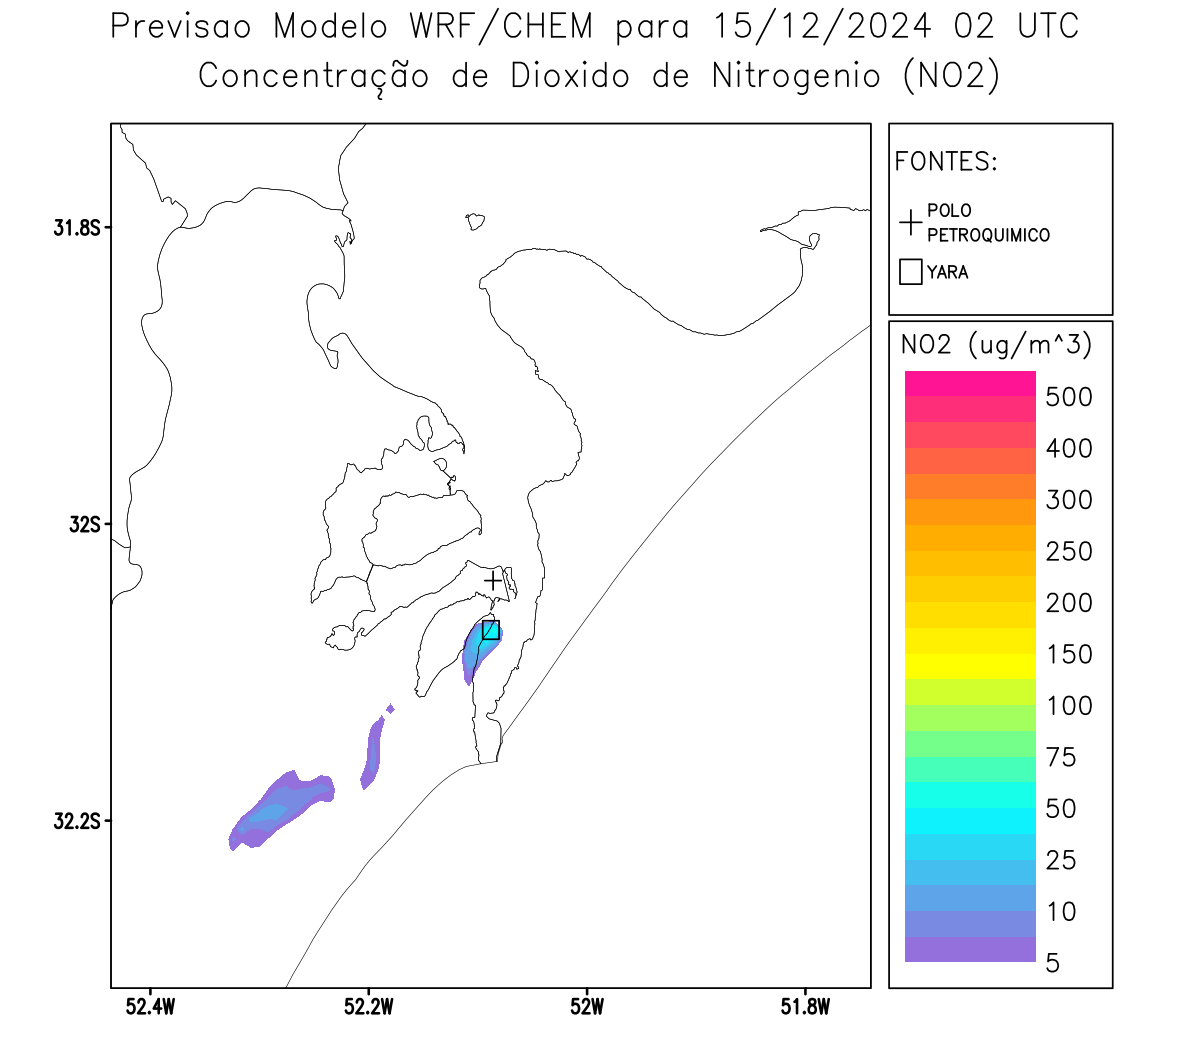 Previsao Modelo WRF/CHEM para 15/12/2024 02 UTC
Concentração de Dioxido de Nitrogenio (NO2)
FONTES:
POLO
PETROQUIMICO
YARA
NO2 (ug/m^3)
500
400
300
250
200
150
100
75
50
25
10
5
31.8S
32S
32.2S
52.4W
52.2W
52W
51.8W